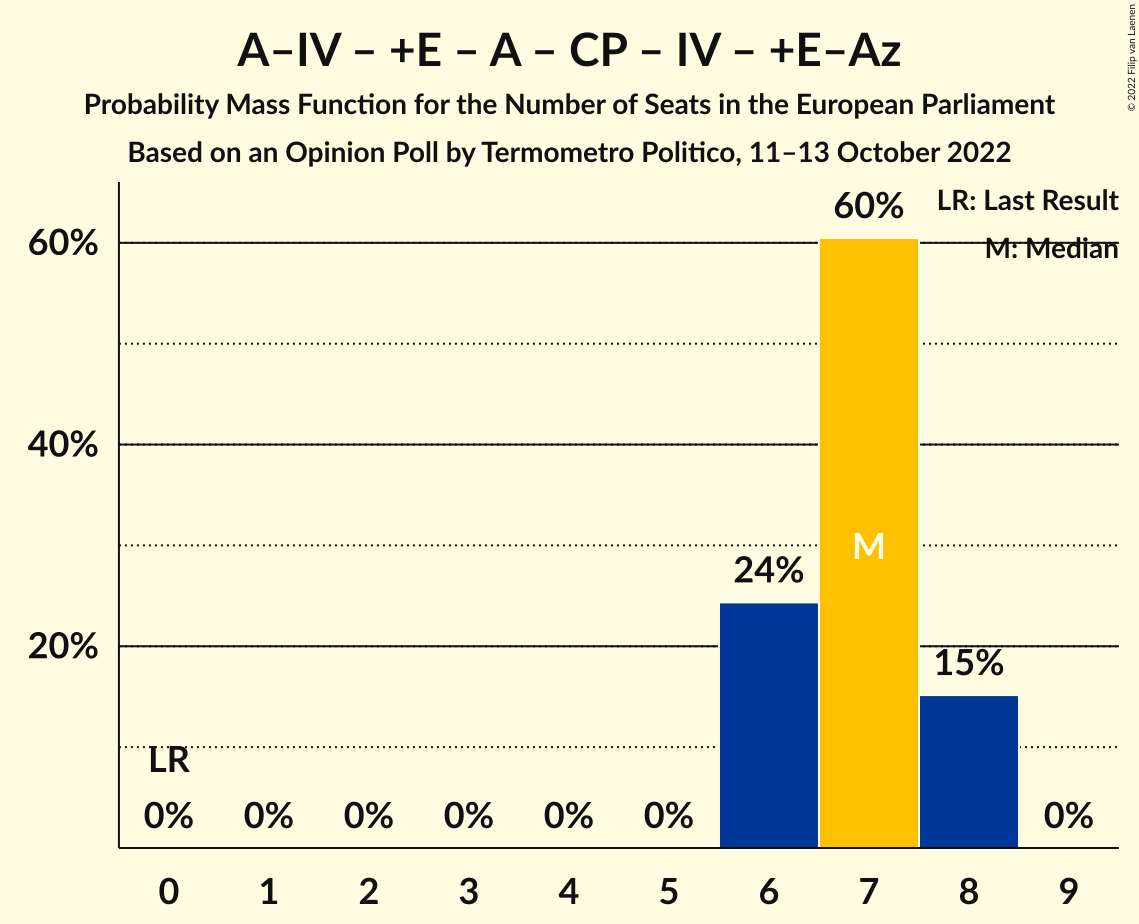 A–IV – +E – A – CP – IV – +E–Az
Probability Mass Function for the Number of Seats in the European Parliament
Based on an Opinion Poll by Termometro Politico, 11–13 October 2022
© 2022 Filip van Laenen
LR: Last Result
M: Median
60%
40%
20%
60%
M
24%
15%
LR
0% 0% 0% 0% 0% 0% 0%
0 1 2 3 4 5 6 7 8 9